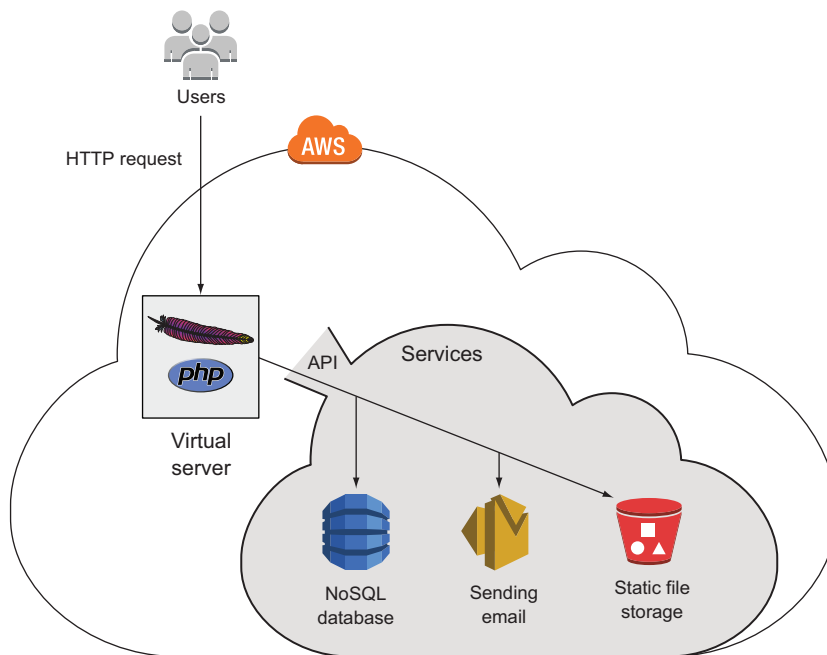 Users
HTTP request
AWS
php
Virtual
server
API
Services
NoSQL
database
Sending
email
Static file
storage